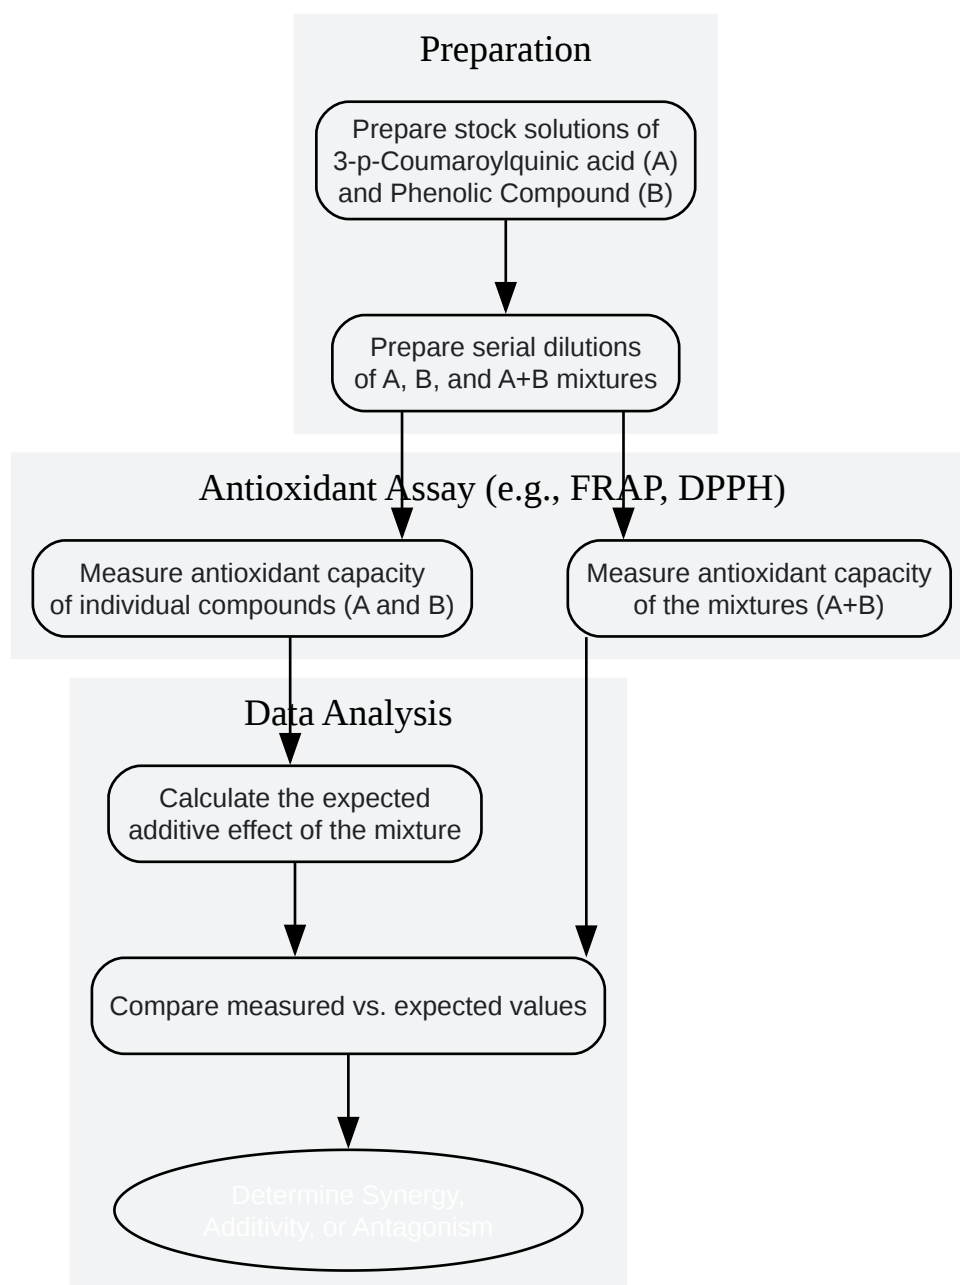 Preparation
Prepare stock solutions of
3-p-Coumaroylquinic acid (A)
and Phenolic Compound (B)
Prepare serial dilutions
of A, B, and A+B mixtures
Antioxidant Assay (e.g., FRAP, DPPH)
Measure antioxidant capacity
of individual compounds (A and B)
Measure antioxidant capacity
of the mixtures (A+B)
Data Analysis
Calculate the expected
additive effect of the mixture
Compare measured vs. expected values
Determine Synergy,
Additivity, or Antagonism